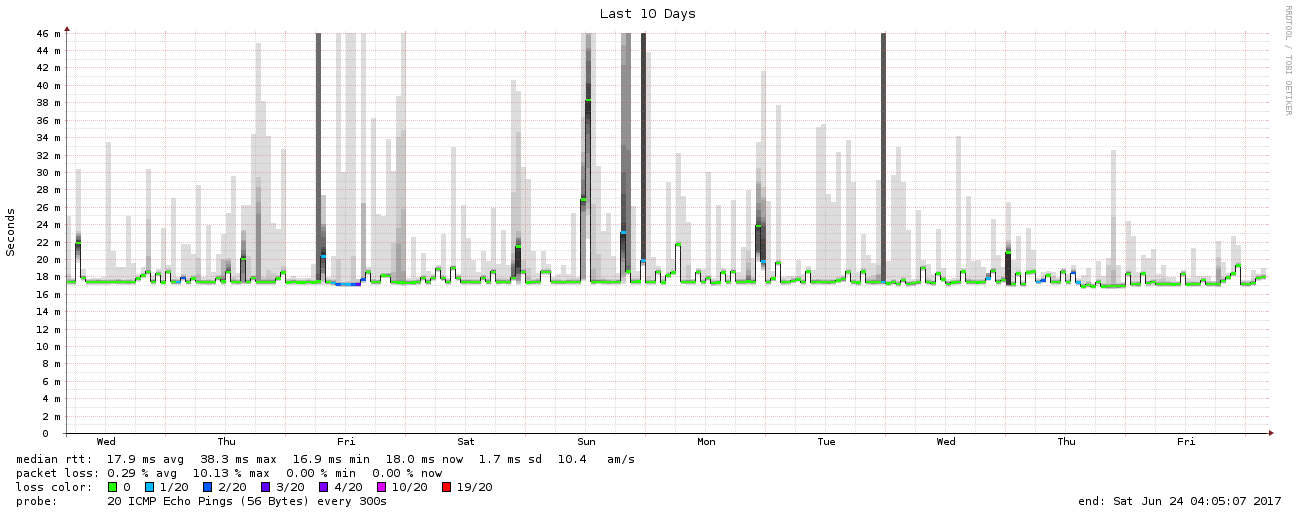 Last 10 Days
RRDTOOL / TOBI OETIKER
Seconds
46 m
44 m
42 m
40 m
38 m
36 m
34 m
32 m
30 m
28 m
26 m
24 m
22 m
20 m
18 m
16 m
14 m
12 m
10 m
8 m
6 m
4 m
2 m
0
Wed Thu Fri Sat Sun Mon Tue Wed Thu Fri
median rtt: 17.9 ms avg 38.3 ms max 16.9 ms min 18.0 ms now 1.7 ms sd 10.4 am/s
packet loss: 0.29 % avg 10.13 % max 0.00 % min 0.00 % now
loss color: 0 1/20 2/20 3/20 4/20 10/20 19/20
probe: 20 ICMP Echo Pings (56 Bytes) every 300s end: Sat Jun 24 04:05:07 2017